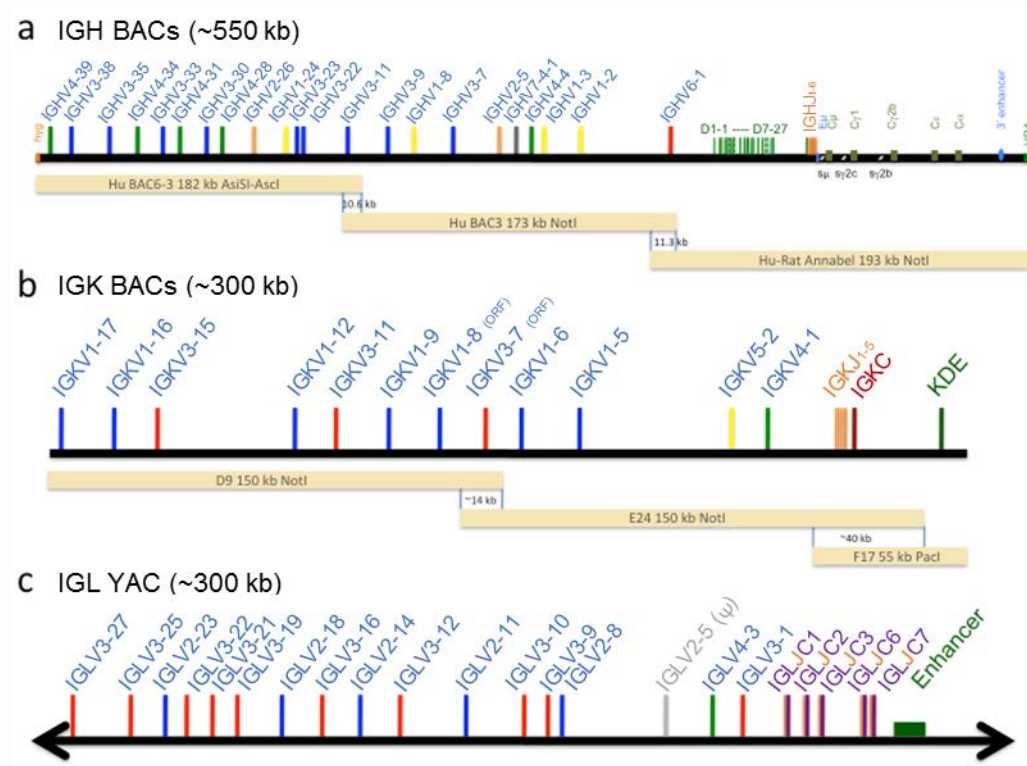 a IGH BACs (~550 kb)
hyg
IGHV4-39
IGHV3-38
IGHV3-35
IGHV4-34
IGHV3-33
IGHV4-31
IGHV3-30
IGHV4-28
IGHV2-26
IGHV1-24
IGHV3-23
IGHV3-22
IGHV3-11
IGHV3-9
IGHV1-8
IGHV3-7
IGHV2-5
IGHV7-4-1
IGHV4-4
IGHV1-3
IGHV1-2
IGHV6-1
D1-1 ---- D7-27
IGHJ1-6
Eμ
Cμ
Cγ1
Cγ2b
Cε
Cα
3' enhancer
sμ sγ2c sγ2b
Hu BAC6-3 182 kb AsiSI-AscI
10.6 kb
Hu BAC3 173 kb NotI
11.3 kb
Hu-Rat Annabel 193 kb NotI
b IGK BACs (~300 kb)
IGKV1-17
IGKV1-16
IGKV3-15
IGKV1-12
IGKV3-11
IGKV1-9
IGKV1-8 (ORF)
IGKV3-7 (ORF)
IGKV1-6
IGKV1-5
IGKV5-2
IGKV4-1
IGKJ1-5
IGKC
KDE
D9 150 kb NotI
~14 kb
E24 150 kb NotI
~40 kb
F17 55 kb PacI
c IGL YAC (~300 kb)
IGLV3-27
IGLV3-25
IGLV2-23
IGLV3-22
IGLV3-21
IGLV3-19
IGLV2-18
IGLV3-16
IGLV2-14
IGLV3-12
IGLV2-11
IGLV3-10
IGLV3-9
IGLV2-8
IGLV2-5 (ψ)
IGLV4-3
IGLV3-1
IGLJC1
IGLJC2
IGLJC3
IGLJC6
IGLJC7
Enhancer